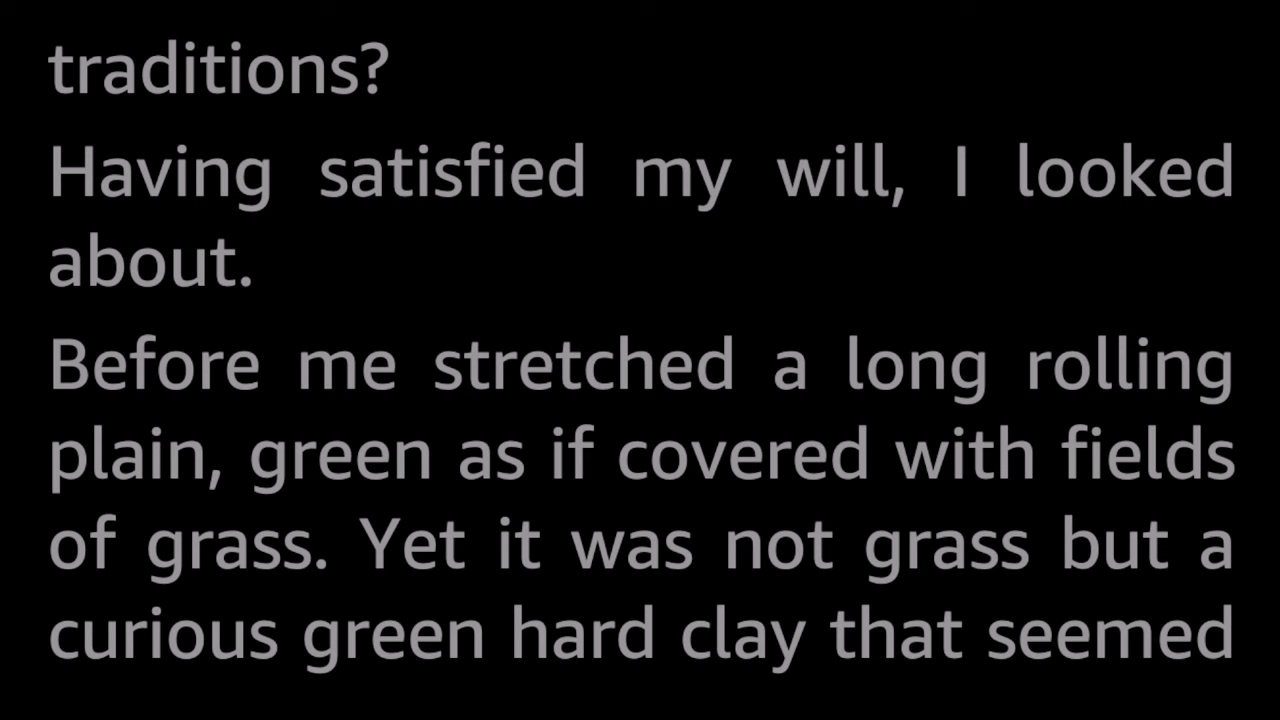 traditions?
Having satisfied my will, I looked
about.
Before me stretched a long rolling
plain, green as if covered with fields
of grass. Yet it was not grass but a
curious green hard clay that seemed